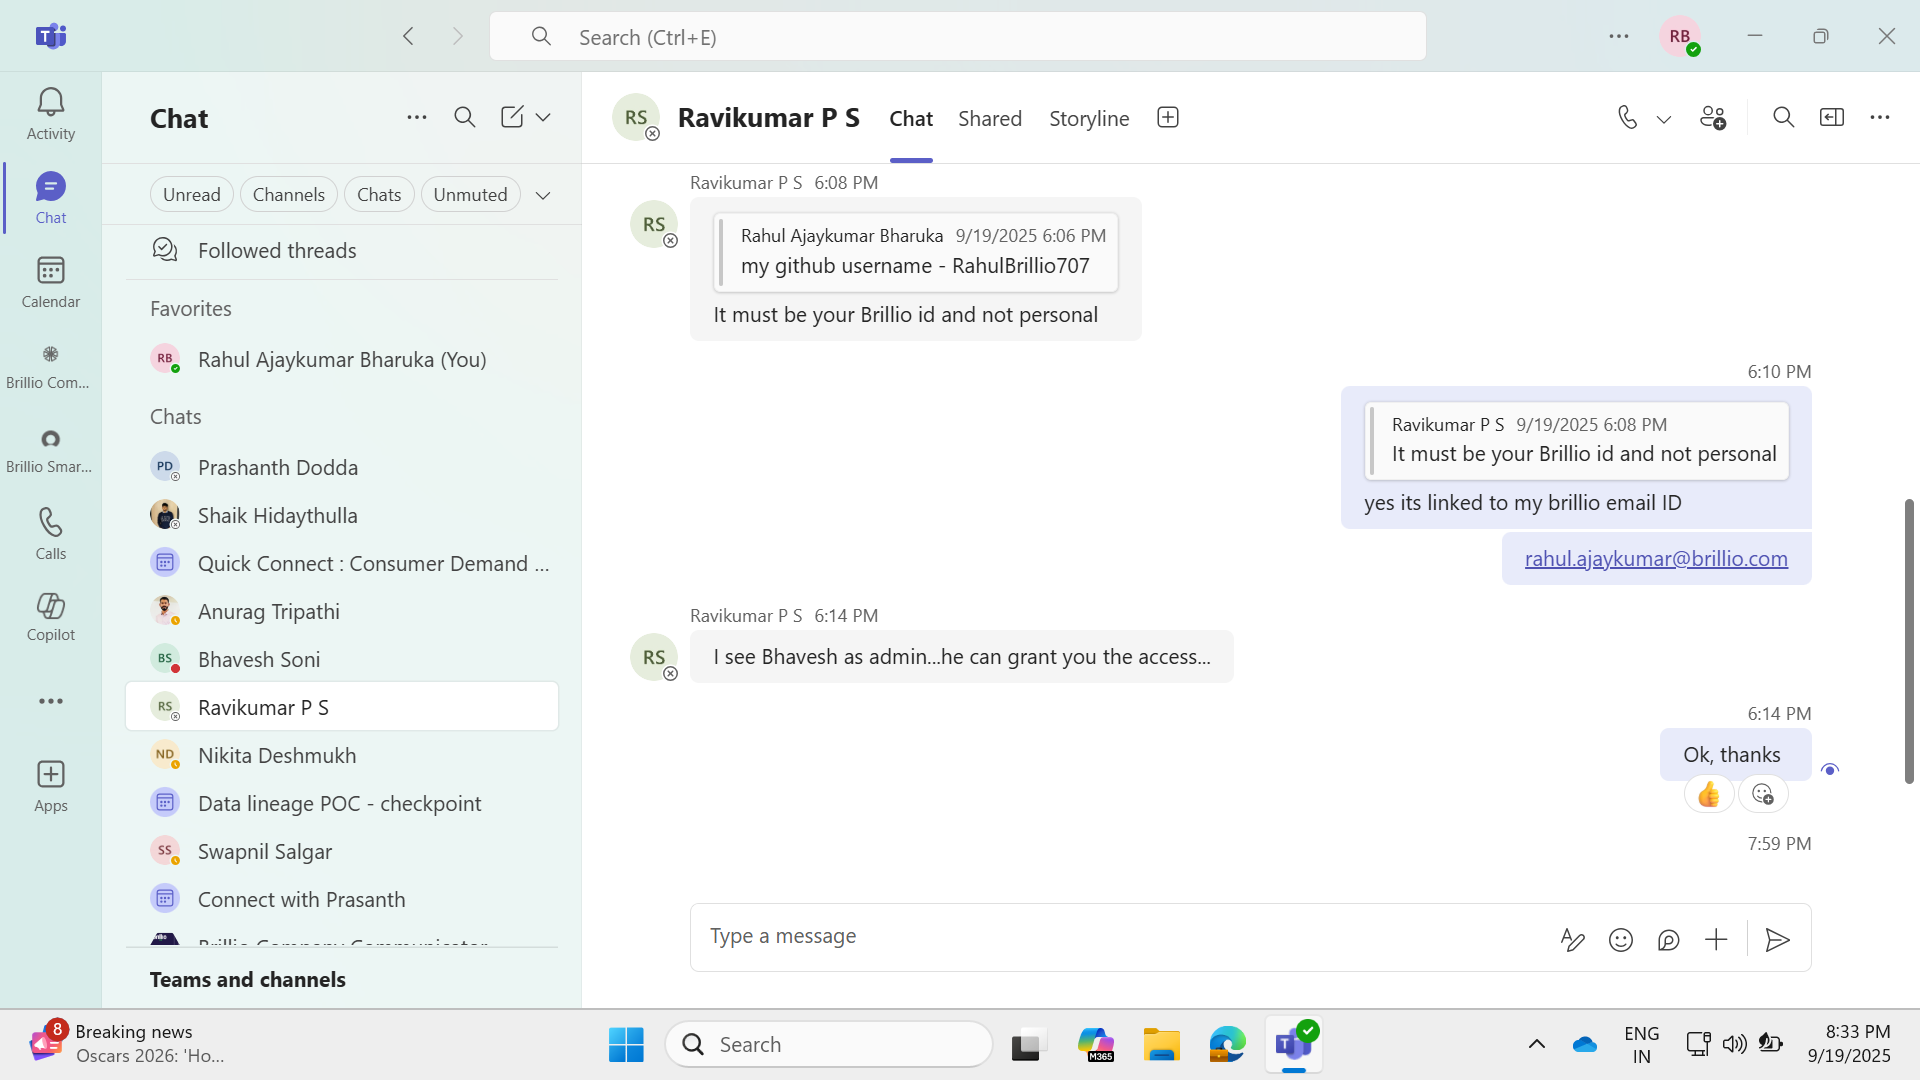 Search (Ctrl+E)
RB
Activity
Chat
Calendar
Brillio Com...
Brillio Smar...
Calls
Copilot
Apps
Chat
Unread
Channels
Chats
Unmuted
Followed threads
Favorites
RB
Rahul Ajaykumar Bharuka (You)
Chats
PD
Prashanth Dodda
Shaik Hidaythulla
Quick Connect : Consumer Demand ...
Anurag Tripathi
BS
Bhavesh Soni
RS
Ravikumar P S
ND
Nikita Deshmukh
Data lineage POC - checkpoint
SS
Swapnil Salgar
Connect with Prasanth
Brillio Company Communicator
Teams and channels
RS
Ravikumar P S
Chat
Shared
Storyline
Ravikumar P S 6:08 PM
RS
Rahul Ajaykumar Bharuka 9/19/2025 6:06 PM
my github username - RahulBrillio707
It must be your Brillio id and not personal
6:10 PM
Ravikumar P S 9/19/2025 6:08 PM
It must be your Brillio id and not personal
yes its linked to my brillio email ID
rahul.ajaykumar@brillio.com
Ravikumar P S 6:14 PM
RS
I see Bhavesh as admin...he can grant you the access...
6:14 PM
Ok, thanks
7:59 PM
Type a message
8
Breaking news
Oscars 2026: 'Ho...
Search
M365
ENG
IN
8:33 PM
9/19/2025